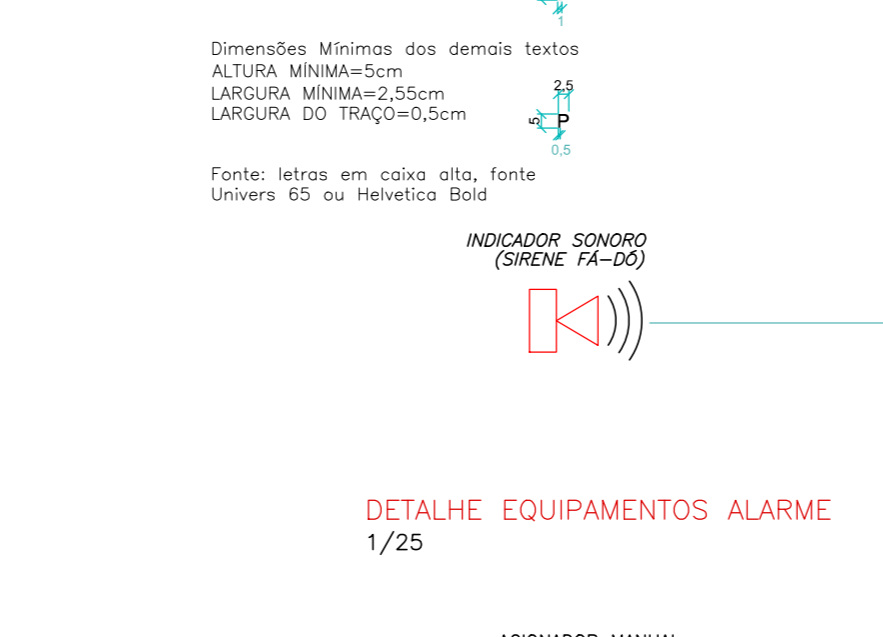 1
Dimensões Mínimas dos demais textos
ALTURA MÍNIMA=5cm
LARGURA MÍNIMA=2,55cm
LARGURA DO TRAÇO=0,5cm
2.5
5
P
0,5
Fonte: letras em caixa alta, fonte
Univers 65 ou Helvetica Bold
INDICADOR SONORO
(SIRENE FÁ-DÓ)
DETALHE EQUIPAMENTOS ALARME
1/25
ACIONADOR MANUAL